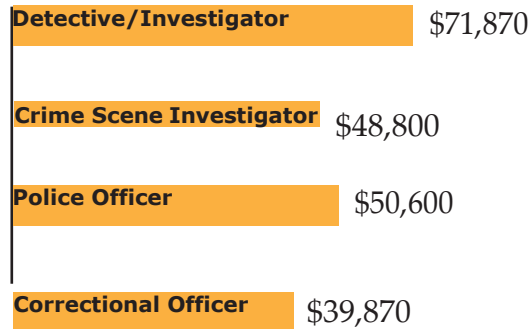 Detective/Investigator $71,870
Crime Scene Investigator $48,800
Police Officer $50,600
Correctional Officer $39,870